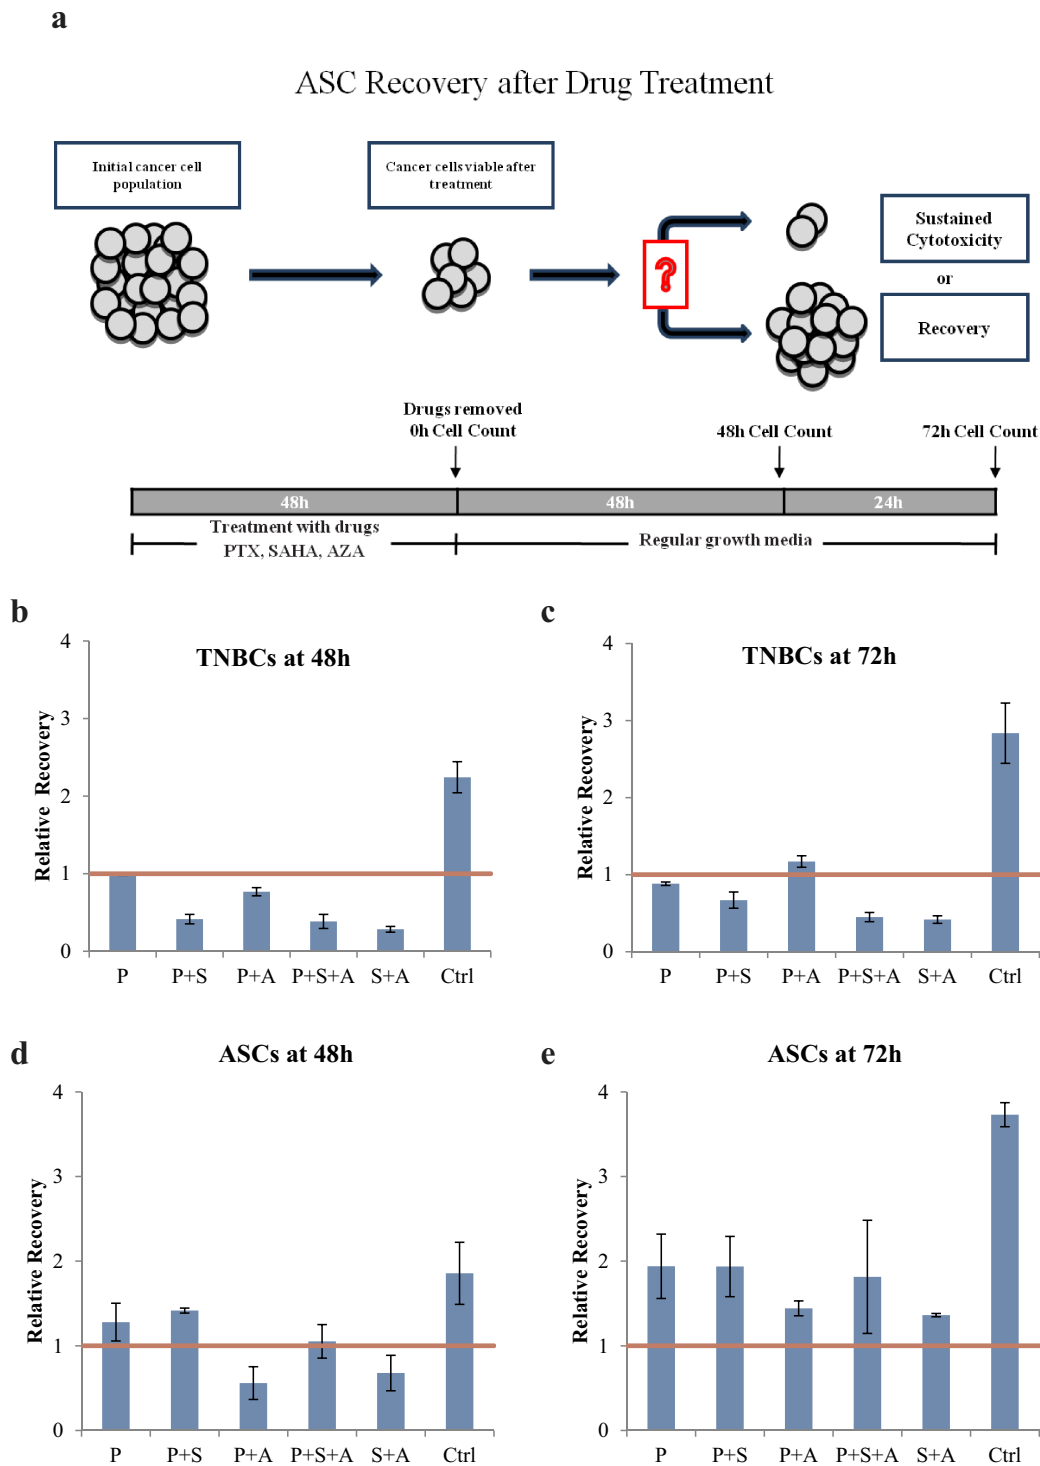 a
ASC Recovery after Drug Treatment
Initial cancer cell
population
Cancer cells viable after
treatment
?
Sustained
Cytotoxicity
or
Recovery
Drugs removed
0h Cell Count
48h Cell Count
72h Cell Count
48h
48h
24h
Treatment with drugs
PTX, SAHA, AZA
Regular growth media
b
TNBCs at 48h
Relative Recovery
4
3
2
1
0
P P+S P+A P+S+A S+A Ctrl
c
TNBCs at 72h
Relative Recovery
4
3
2
1
0
P P+S P+A P+S+A S+A Ctrl
d
ASCs at 48h
Relative Recovery
4
3
2
1
0
P P+S P+A P+S+A S+A Ctrl
e
ASCs at 72h
Relative Recovery
4
3
2
1
0
P P+S P+A P+S+A S+A Ctrl